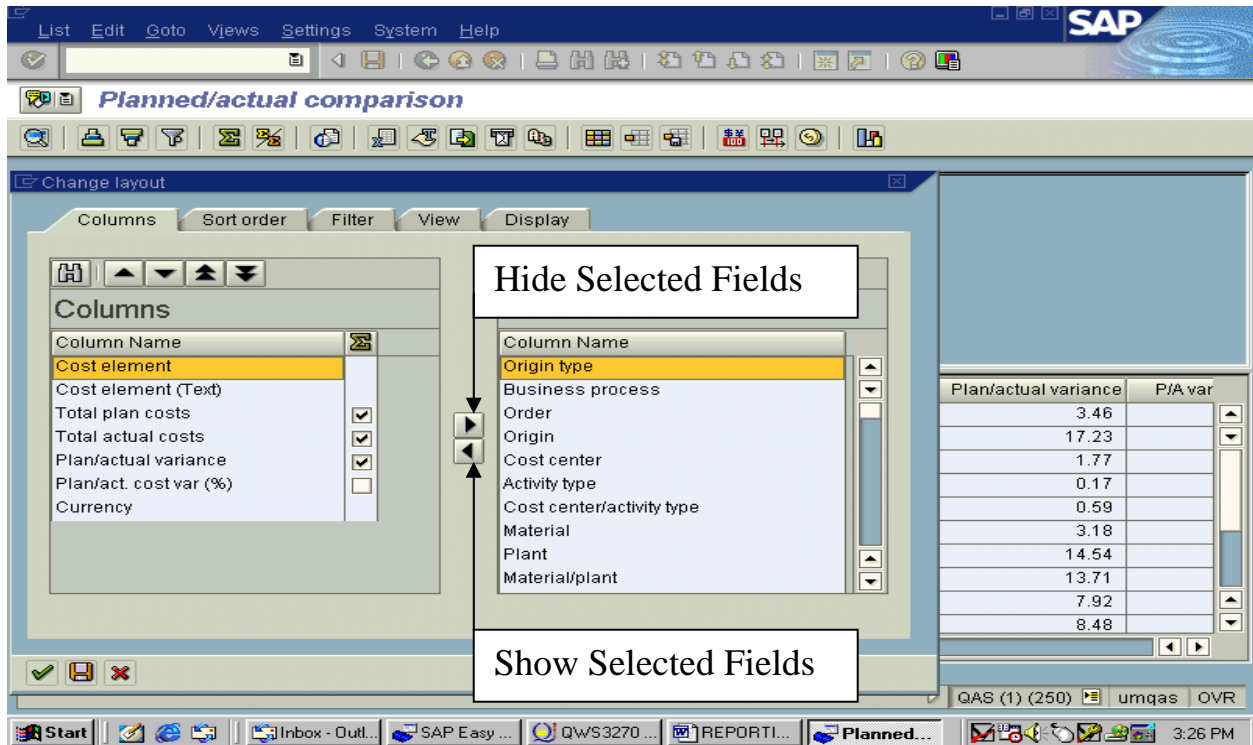 List Edit Goto Views Settings System Help
SAP
Planned/actual comparison
Change layout
Columns Sort order Filter View Display
Hide Selected Fields
Columns
Column Name
Cost element
Cost element (Text)
Total plan costs
Total actual costs
Plan/actual variance
Plan/act. cost var (%)
Currency
Column Name
Origin type
Business process
Order
Origin
Cost center
Activity type
Cost center/activity type
Material
Plant
Material/plant
Plan/actual variance P/A var
3.46
17.23
1.77
0.17
0.59
3.18
14.54
13.71
7.92
8.48
Show Selected Fields
QAS (1) (250) umqas OVR
Start Inbox - Outl... SAP Easy ... QWS3270 ... REPORTI... Planned... 3:26 PM